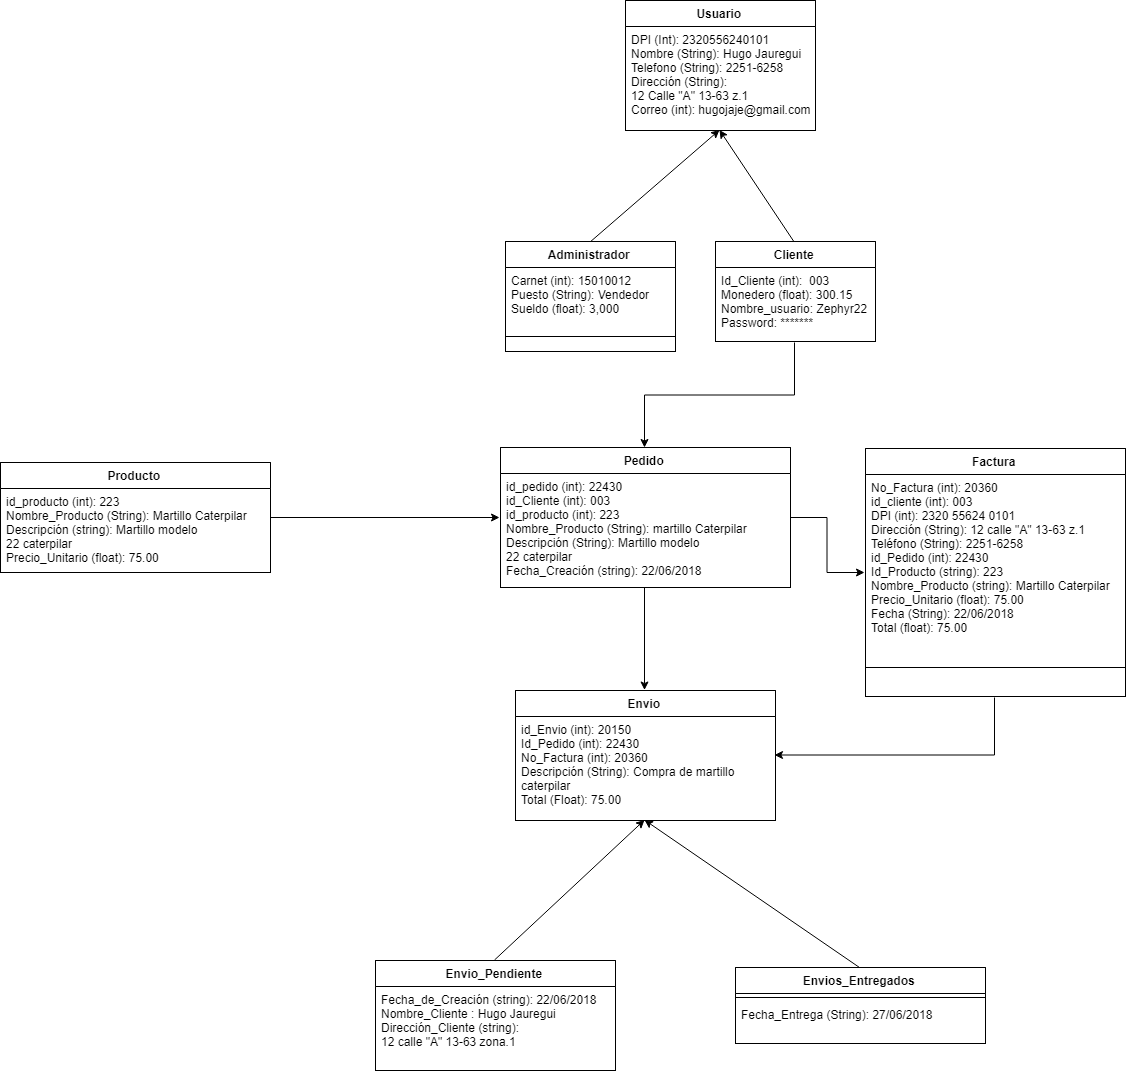 Usuario
DPI (Int): 2320556240101
Nombre (String): Hugo Jauregui
Telefono (String): 2251-6258
Dirección (String):
12 Calle "A" 13-63 z.1
Correo (int): hugojaje@gmail.com
Administrador
Carnet (int): 15010012
Puesto (String): Vendedor
Sueldo (float): 3,000
Cliente
Id_Cliente (int):  003
Monedero (float): 300.15
Nombre_usuario: Zephyr22
Password: *******
Producto
id_producto (int): 223
Nombre_Producto (String): Martillo Caterpilar
Descripción (string): Martillo modelo
22 caterpilar
Precio_Unitario (float): 75.00
Pedido
id_pedido (int): 22430
id_Cliente (int): 003
id_producto (int): 223
Nombre_Producto (String): martillo Caterpilar
Descripción (String): Martillo modelo
22 caterpilar
Fecha_Creación (string): 22/06/2018
Factura
No_Factura (int): 20360
id_cliente (int): 003
DPI (int): 2320 55624 0101
Dirección (String): 12 calle "A" 13-63 z.1
Teléfono (String): 2251-6258
id_Pedido (int): 22430
Id_Producto (string): 223
Nombre_Producto (string): Martillo Caterpilar
Precio_Unitario (float): 75.00
Fecha (String): 22/06/2018
Total (float): 75.00
Envio
id_Envio (int): 20150
Id_Pedido (int): 22430
No_Factura (int): 20360
Descripción (String): Compra de martillo
caterpilar
Total (Float): 75.00
Envio_Pendiente
Fecha_de_Creación (string): 22/06/2018
Nombre_Cliente : Hugo Jauregui
Dirección_Cliente (string):
12 calle "A" 13-63 zona.1
Envios_Entregados
Fecha_Entrega (String): 27/06/2018